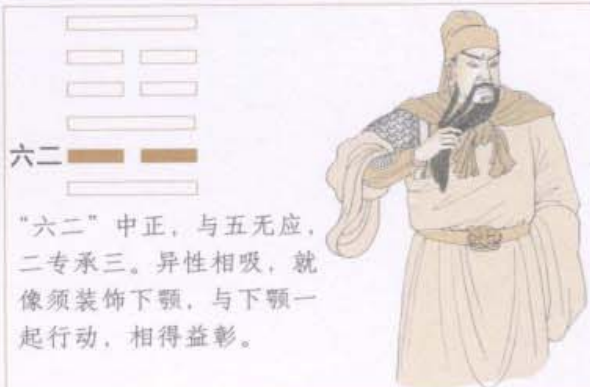 六二
“六二”中正，与五无应，
二专承三。异性相吸，就
像须装饰下颚，与下颚一
起行动，相得益彰。